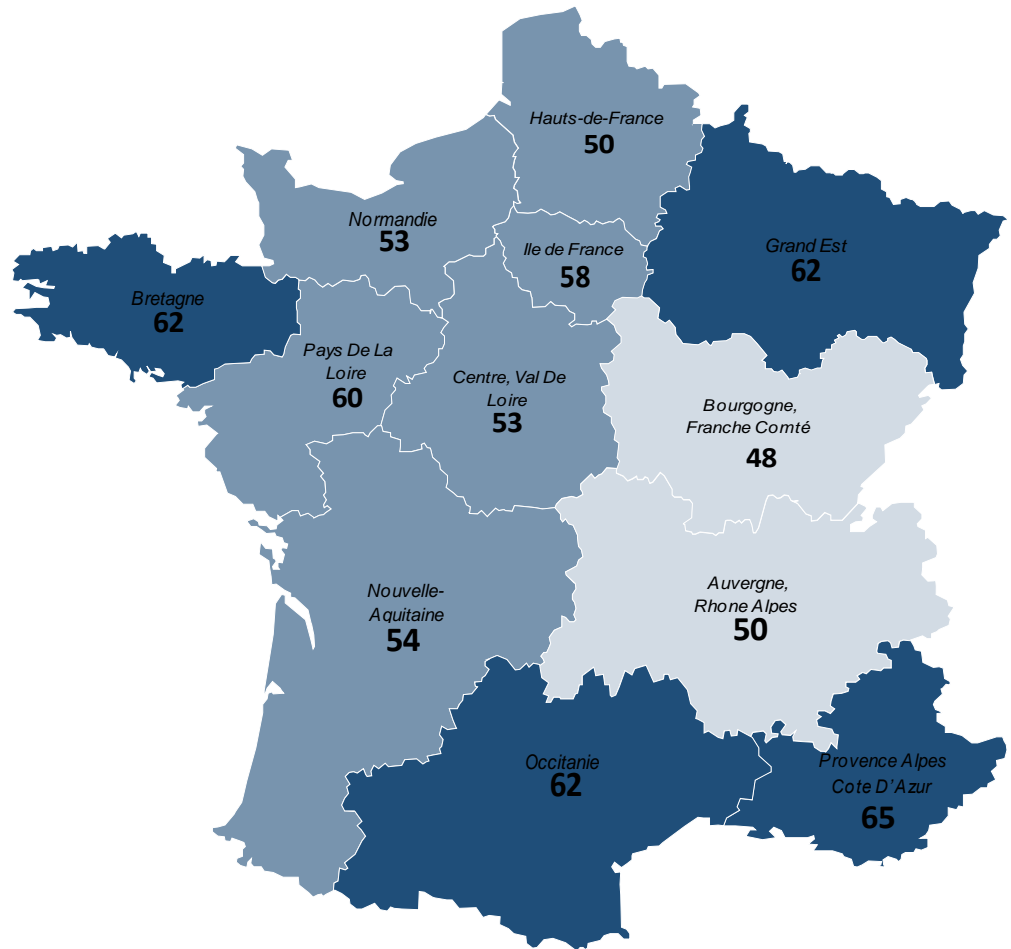 Hauts-de-France
50
Normandie
53
Ile de France
58
Grand Est
62
Bretagne
62
Pays De La
Loire
60
Centre, Val De
Loire
53
Bourgogne,
Franche Comté
48
Nouvelle-
Aquitaine
54
Auvergne,
Rhone Alpes
50
Occitanie
62
Provence Alpes
Cote D'Azur
65